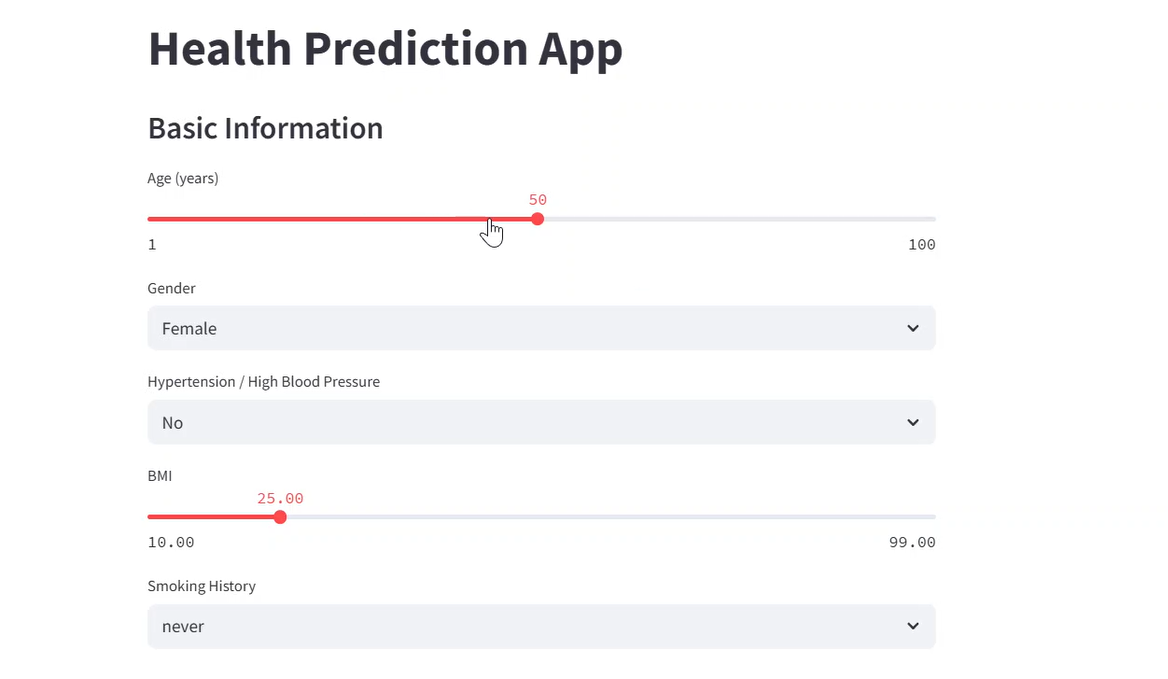 Health Prediction App
Basic Information
Age (years)
50
1 100
Gender
Female
Hypertension / High Blood Pressure
No
BMI
25.00
10.00 99.00
Smoking History
never